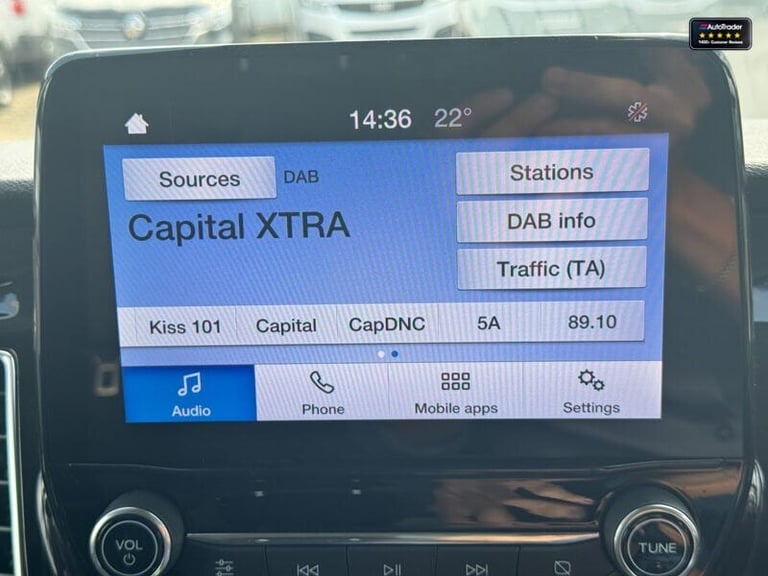 AutoTrader
14:36 22°
Sources DAB Stations
Capital XTRA DAB info
Traffic (TA)
Kiss 101 Capital CapDNC 5A 89.10
Audio Phone Mobile apps Settings
VOL TUNE